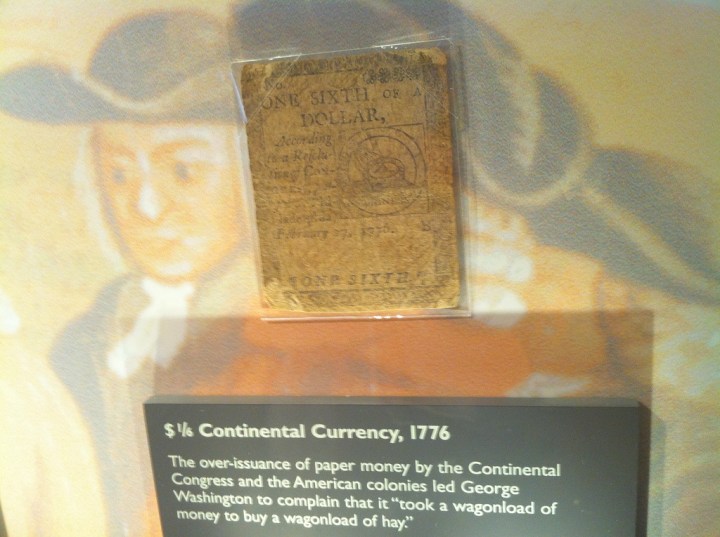 No.
ONE SIXTH OF A
DOLLAR,
According
February 17, 1776.
ONE SIXTH
$ 1/6 Continental Currency, 1776
The over-issuance of paper money by the Continental
Congress and the American colonies led George
Washington to complain that it "took a wagonload of
money to buy a wagonload of hay."